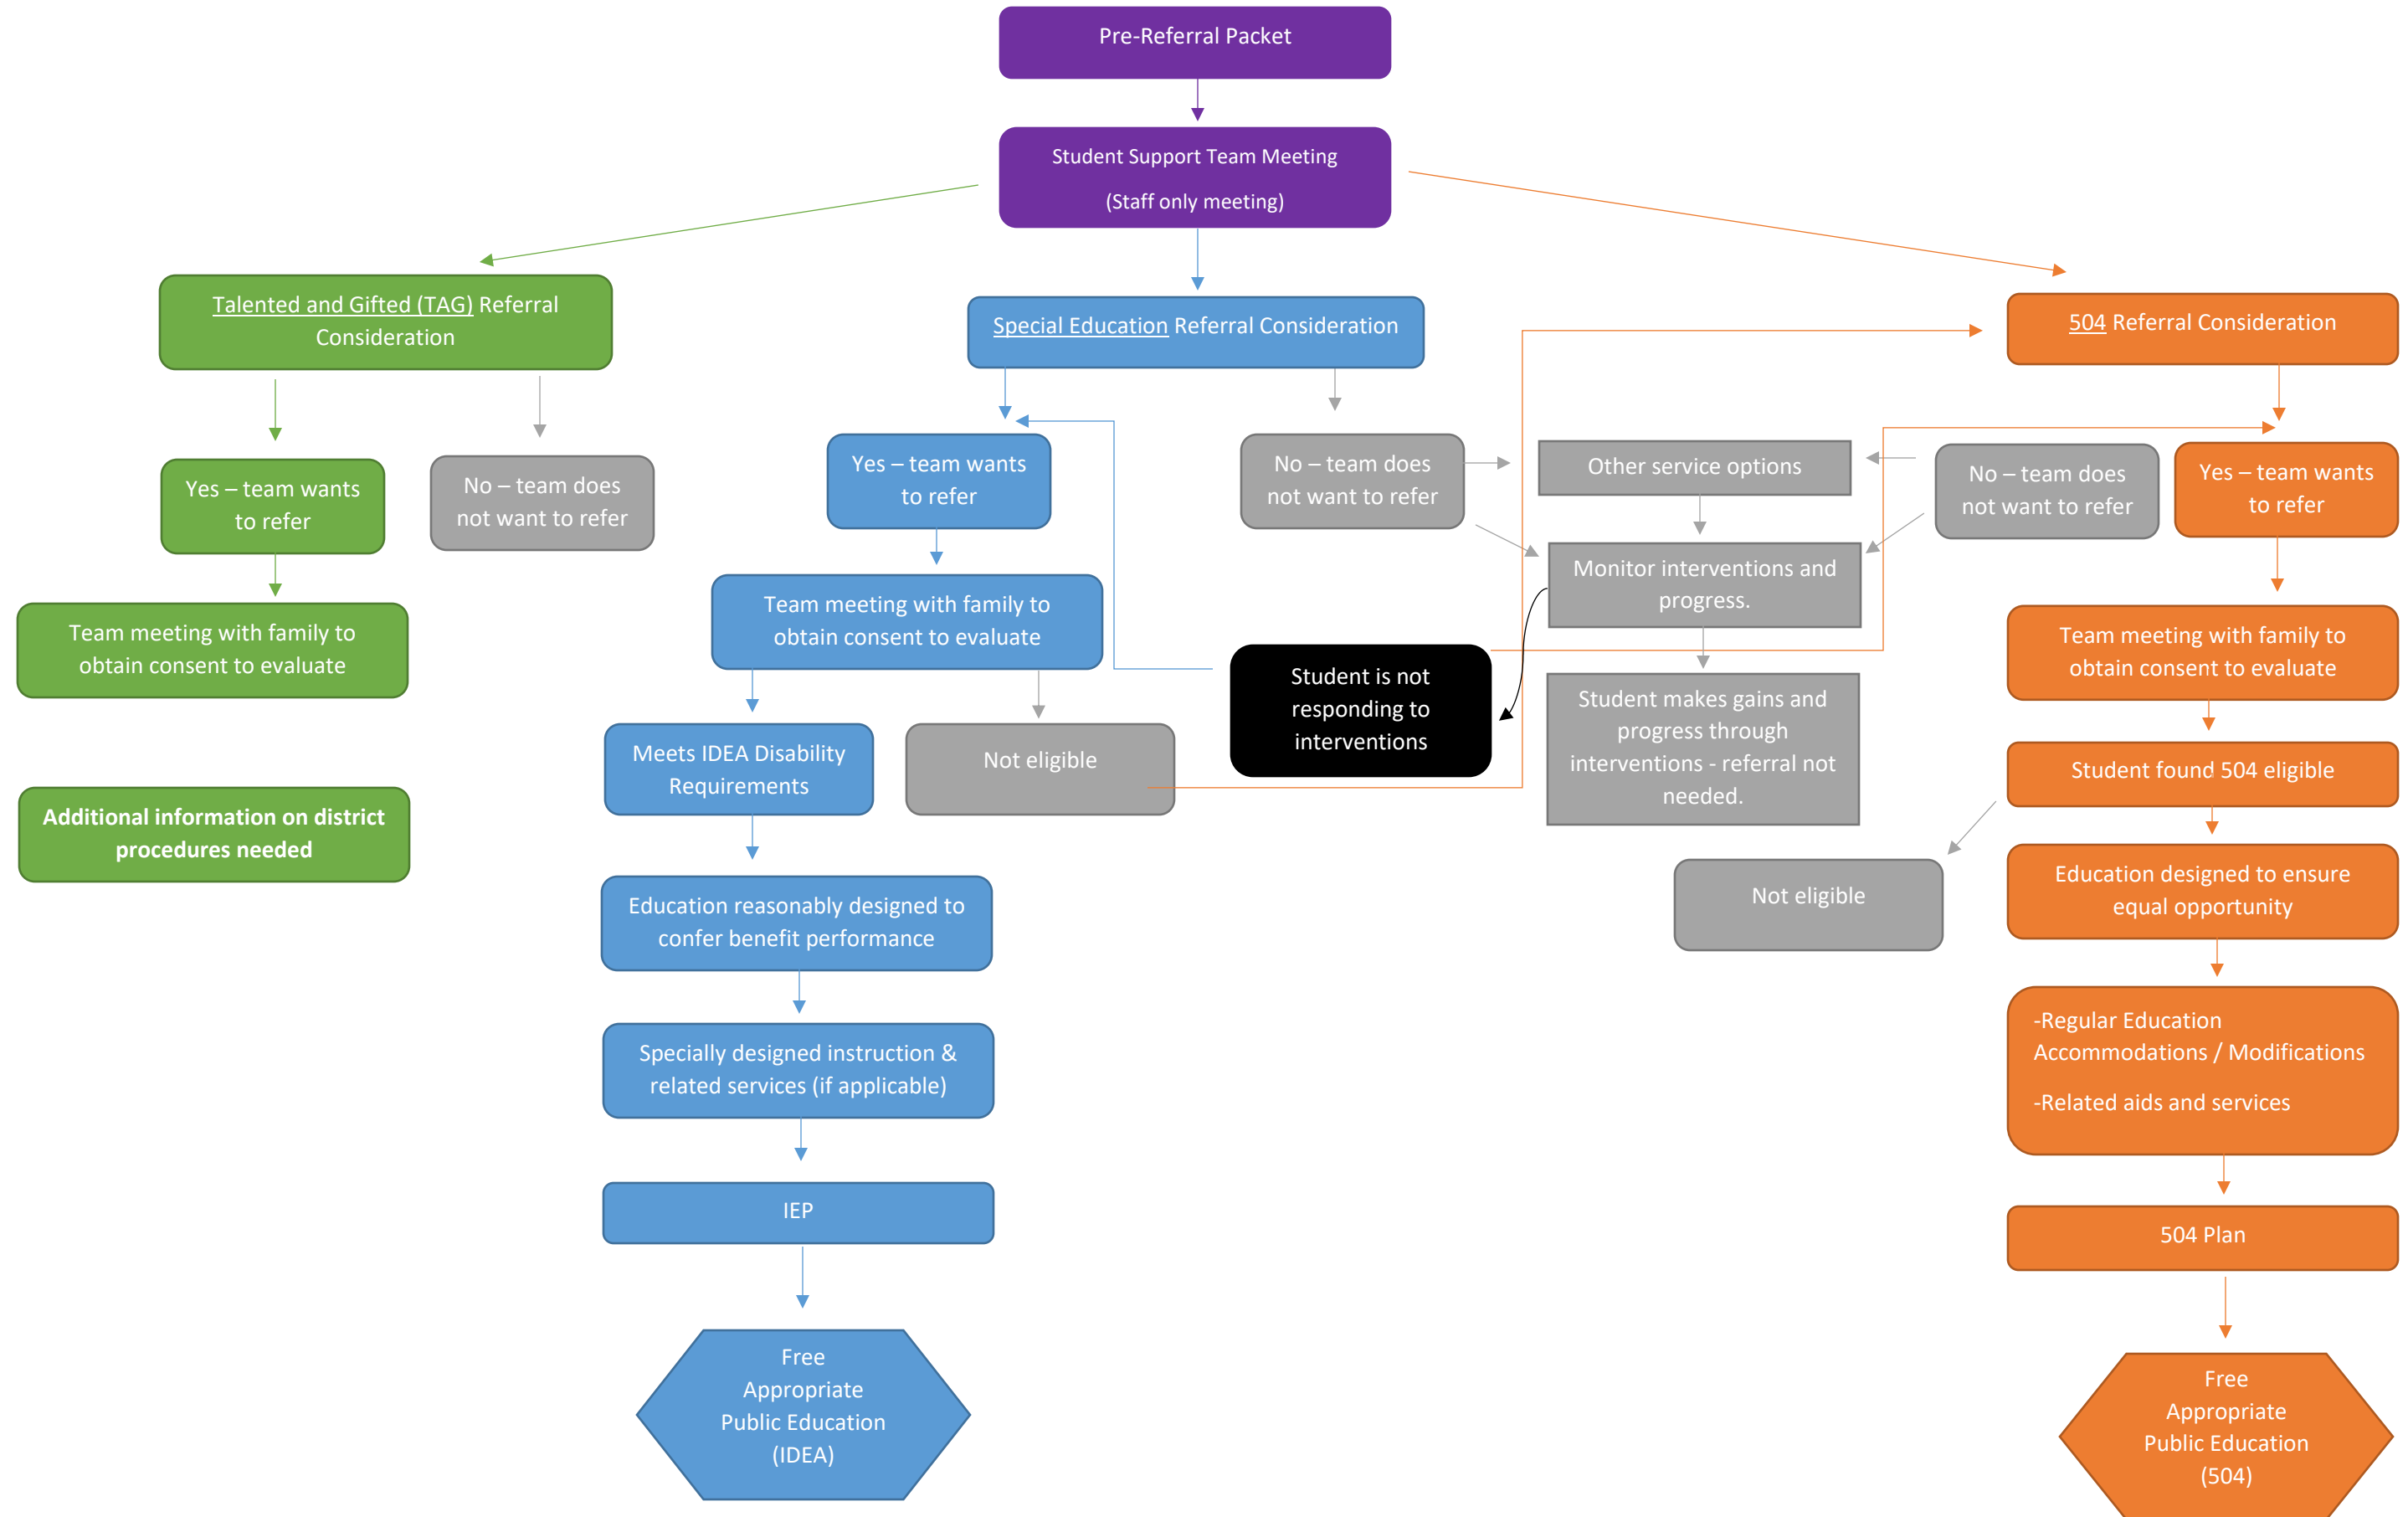 Pre-Referral Packet
Student Support Team Meeting
(Staff only meeting)
Talented and Gifted (TAG) Referral
Consideration
Special Education Referral Consideration
504 Referral Consideration
Yes – team wants
to refer
No – team does
not want to refer
Yes – team wants
to refer
No – team does
not want to refer
Other service options
No – team does
not want to refer
Yes – team wants
to refer
Team meeting with family to
obtain consent to evaluate
Team meeting with family to
obtain consent to evaluate
Monitor interventions and
progress.
Team meeting with family to
obtain consent to evaluate
Student is not
responding to
interventions
Student makes gains and
progress through
interventions - referral not
needed.
Meets IDEA Disability
Requirements
Not eligible
Student found 504 eligible
Additional information on district
procedures needed
Education reasonably designed to
confer benefit performance
Not eligible
Education designed to ensure
equal opportunity
Specially designed instruction &
related services (if applicable)
-Regular Education
Accommodations / Modifications
-Related aids and services
IEP
504 Plan
Free
Appropriate
Public Education
(IDEA)
Free
Appropriate
Public Education
(504)